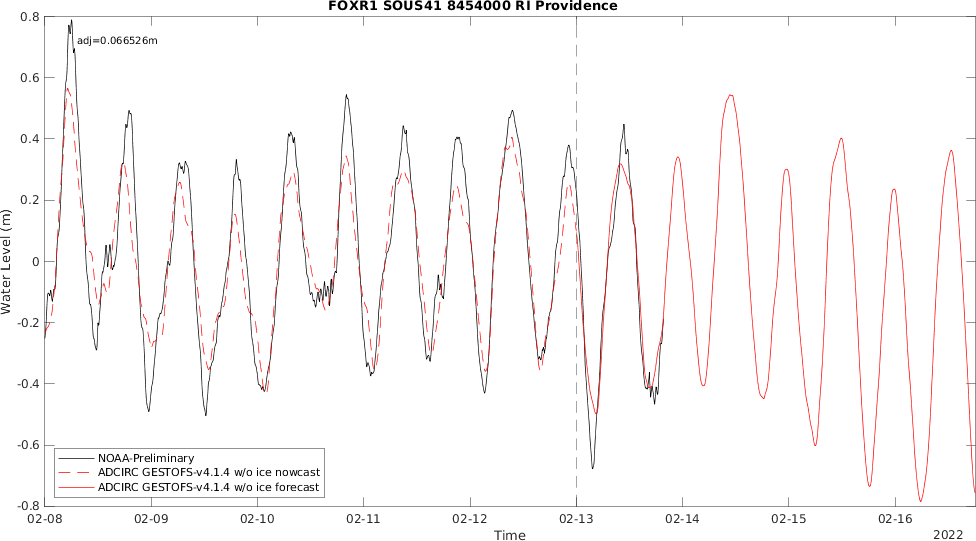 FOXR1 SOUS41 8454000 RI Providence
adj=0.066526m
0.8
0.6
0.4
0.2
0
-0.2
-0.4
-0.6
-0.8
Water Level (m)
NOAA-Preliminary
ADCIRC GESTOFS-v4.1.4 w/o ice nowcast
ADCIRC GESTOFS-v4.1.4 w/o ice forecast
02-08 02-09 02-10 02-11 02-12 02-13 02-14 02-15 02-16
Time
2022